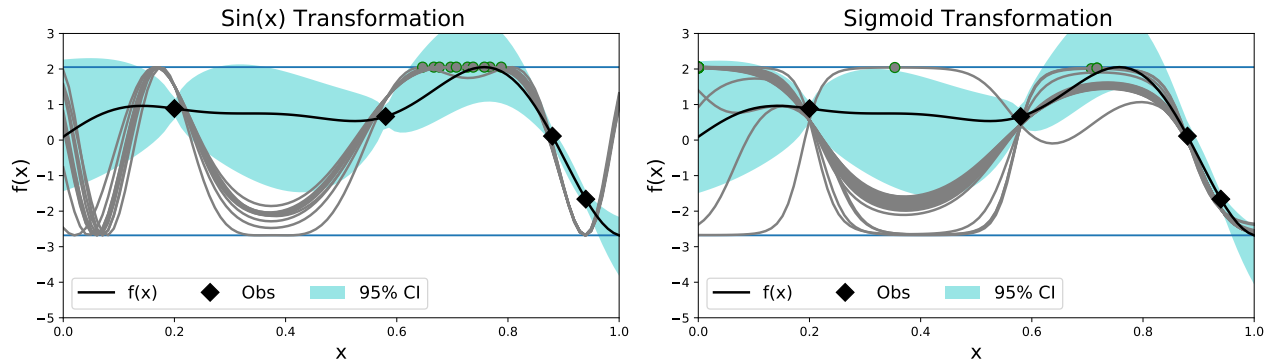 Sin(x) Transformation
f(x)
3
2
1
0
−1
−2
−3
−4
−5
f(x) Obs 95% CI
0.0 0.2 0.4 0.6 0.8 1.0
x
Sigmoid Transformation
f(x)
3
2
1
0
−1
−2
−3
−4
−5
f(x) Obs 95% CI
0.0 0.2 0.4 0.6 0.8 1.0
x